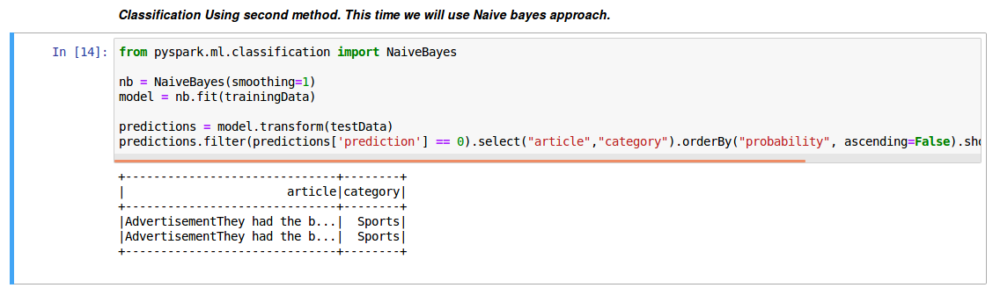 Classification Using second method. This time we will use Naive bayes approach.
In [14]: from pyspark.ml.classification import NaiveBayes
nb = NaiveBayes(smoothing=1)
model = nb.fit(trainingData)
predictions = model.transform(testData)
predictions.filter(predictions['prediction'] == 0).select("article","category").orderBy("probability", ascending=False).sho
+------------------------------+--------+
|                       article|category|
+------------------------------+--------+
|AdvertisementThey had the b...|  Sports|
|AdvertisementThey had the b...|  Sports|
+------------------------------+--------+